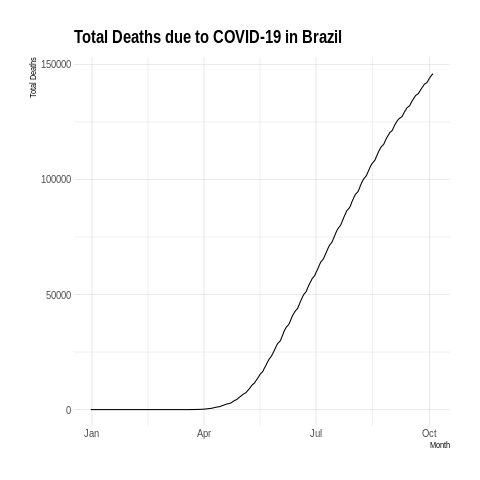 Total Deaths due to COVID-19 in Brazil
Total Deaths
150000
100000
50000
0
Jan Apr Jul Oct
Month